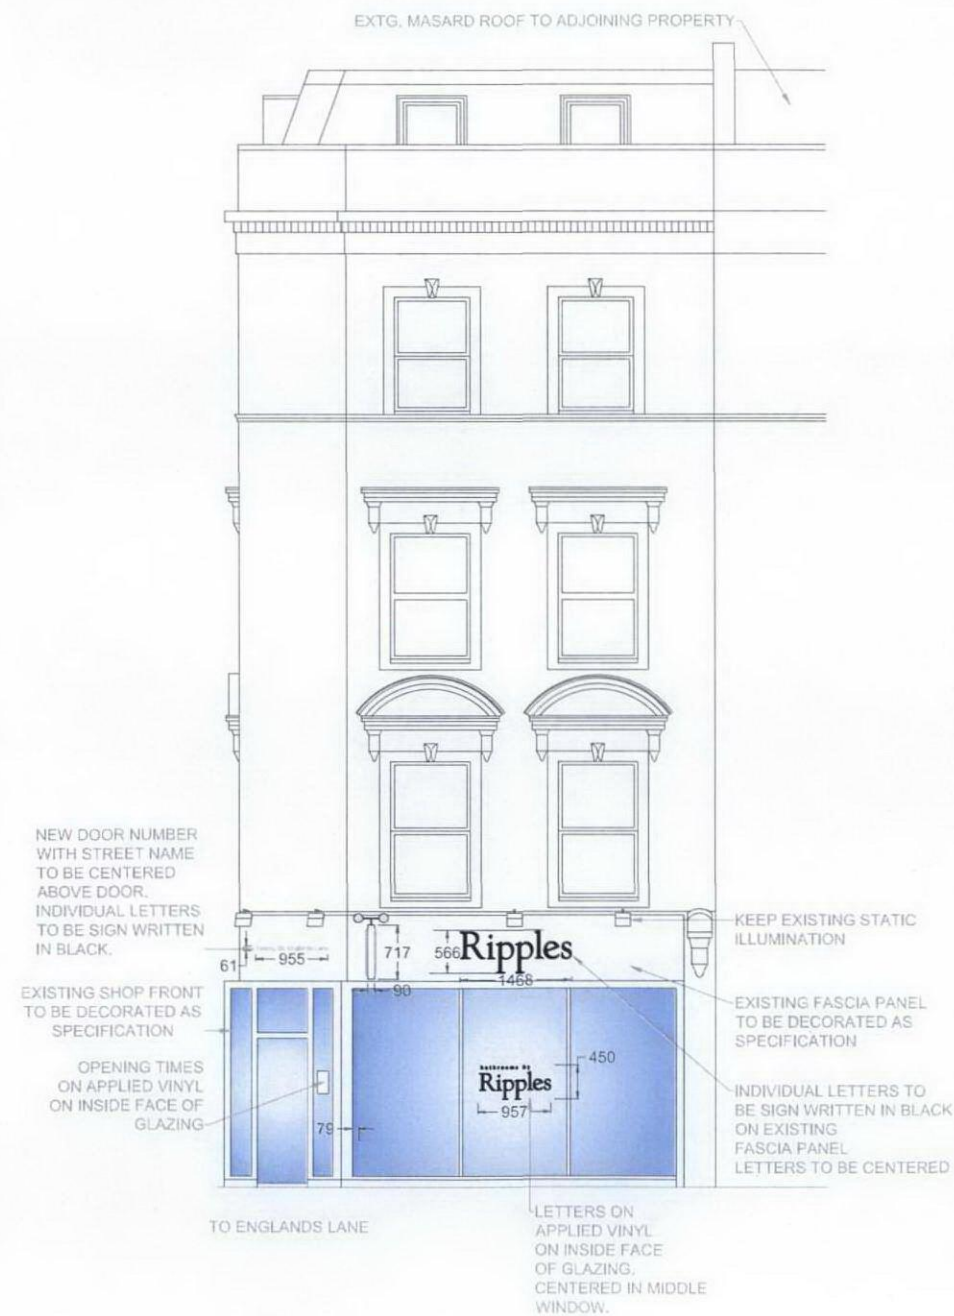 EXTG. MASARD ROOF TO ADJOINING PROPERTY
NEW DOOR NUMBER
WITH STREET NAME
TO BE CENTERED
ABOVE DOOR.
INDIVIDUAL LETTERS
TO BE SIGN WRITTEN
IN BLACK.
61
955
717
90
566
Ripples
1468
KEEP EXISTING STATIC
ILLUMINATION
EXISTING SHOP FRONT
TO BE DECORATED AS
SPECIFICATION
EXISTING FASCIA PANEL
TO BE DECORATED AS
SPECIFICATION
OPENING TIMES
ON APPLIED VINYL
ON INSIDE FACE OF
GLAZING
79
bathrooms by
Ripples
450
957
INDIVIDUAL LETTERS TO
BE SIGN WRITTEN IN BLACK
ON EXISTING
FASCIA PANEL
LETTERS TO BE CENTERED
TO ENGLANDS LANE
LETTERS ON
APPLIED VINYL
ON INSIDE FACE
OF GLAZING.
CENTERED IN MIDDLE
WINDOW.